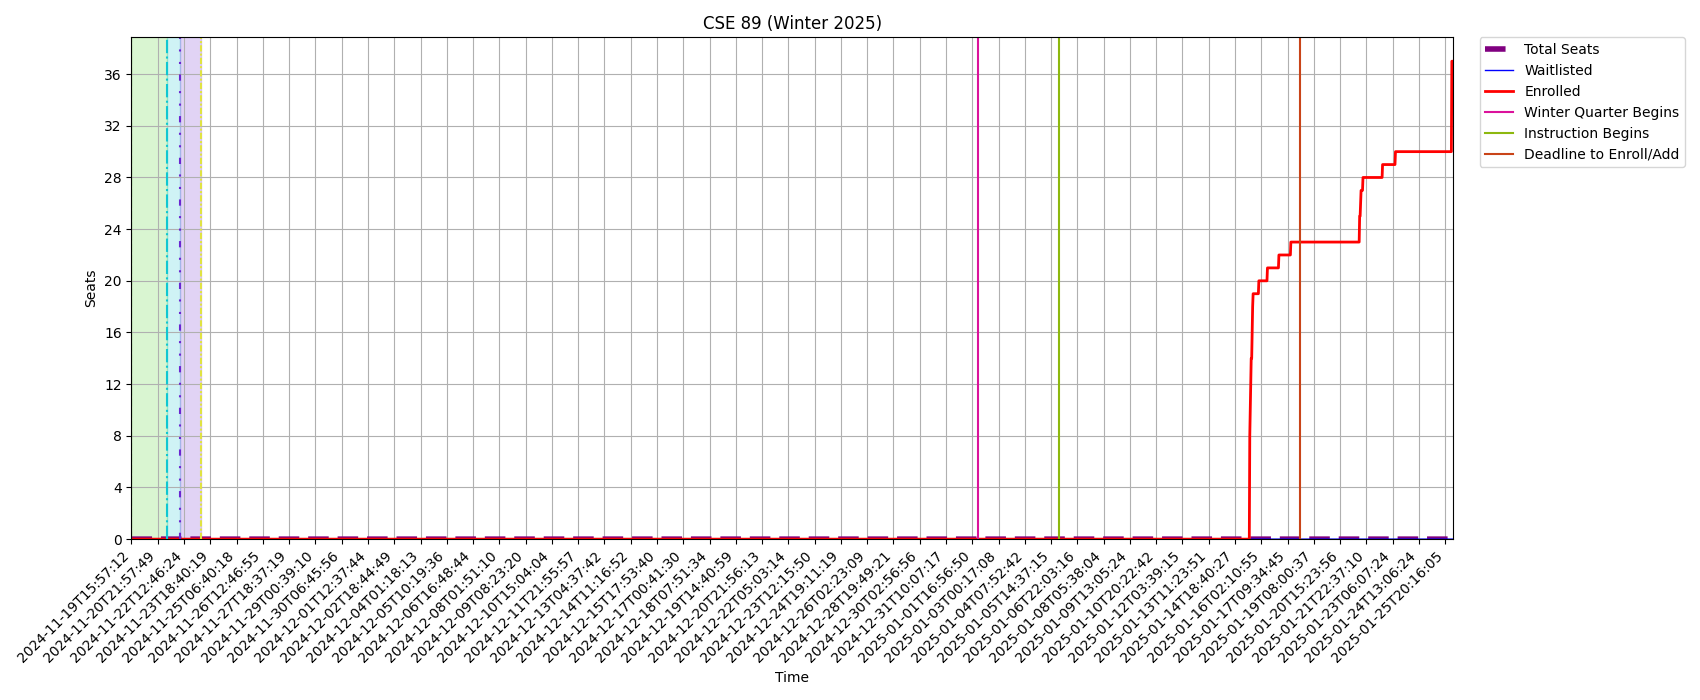 CSE 89 (Winter 2025)
Total Seats
Waitlisted
Enrolled
Winter Quarter Begins
Instruction Begins
Deadline to Enroll/Add
Seats
36
32
28
24
20
16
12
8
4
0
2024-11-19T15:57:12
2024-11-20T21:57:49
2024-11-22T12:46:24
2024-11-23T18:40:19
2024-11-25T06:40:18
2024-11-26T12:46:55
2024-11-27T18:37:19
2024-11-29T00:39:10
2024-11-30T06:45:56
2024-12-01T12:37:44
2024-12-02T18:44:49
2024-12-04T01:18:13
2024-12-05T10:19:36
2024-12-06T16:48:44
2024-12-08T01:51:10
2024-12-09T08:23:20
2024-12-10T15:04:04
2024-12-11T21:55:57
2024-12-13T04:37:42
2024-12-14T11:16:52
2024-12-15T17:53:40
2024-12-17T00:41:30
2024-12-18T07:51:34
2024-12-19T14:40:59
2024-12-20T21:56:13
2024-12-22T05:03:14
2024-12-23T12:15:50
2024-12-24T19:11:19
2024-12-26T02:23:09
2024-12-28T19:49:21
2024-12-30T02:56:56
2024-12-31T10:07:17
2025-01-01T16:56:50
2025-01-03T00:17:08
2025-01-04T07:52:42
2025-01-05T14:37:15
2025-01-06T22:03:16
2025-01-08T05:38:04
2025-01-09T13:05:24
2025-01-10T20:22:42
2025-01-12T03:39:15
2025-01-13T11:23:51
2025-01-14T18:40:27
2025-01-16T02:10:55
2025-01-17T09:34:45
2025-01-19T08:00:37
2025-01-20T15:23:56
2025-01-21T22:37:10
2025-01-23T06:07:24
2025-01-24T13:06:24
2025-01-25T20:16:05
Time